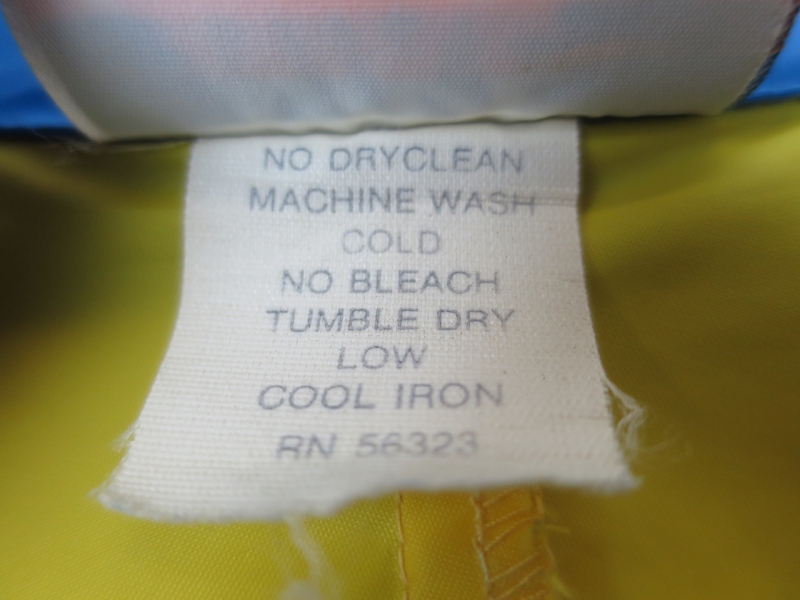 NO DRYCLEAN
MACHINE WASH
COLD
NO BLEACH
TUMBLE DRY
LOW
COOL IRON
RN 56323